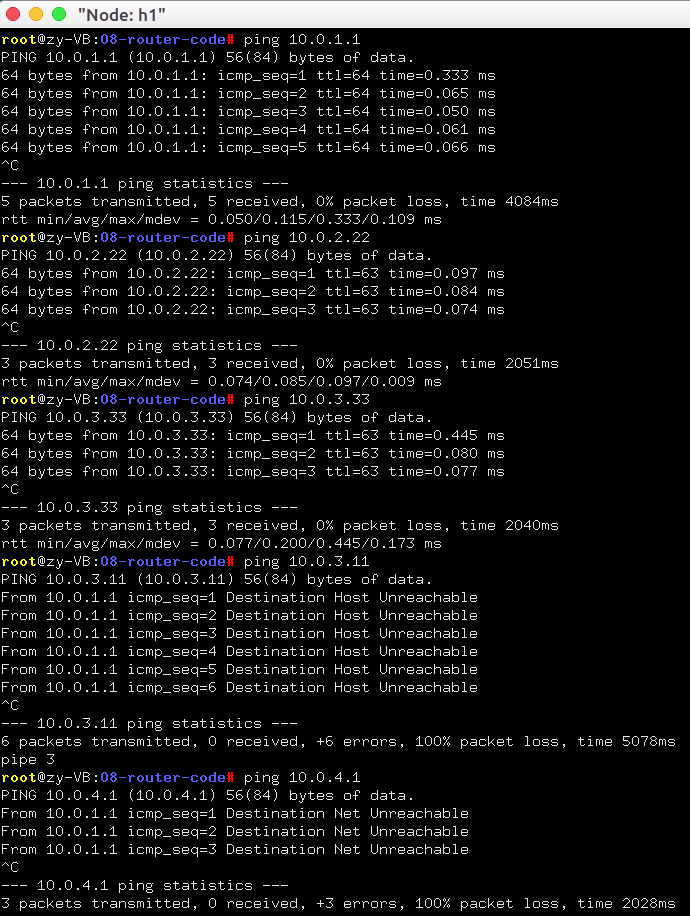 "Node: h1"
root@zy-VB:08-router-code# ping 10.0.1.1
PING 10.0.1.1 (10.0.1.1) 56(84) bytes of data.
64 bytes from 10.0.1.1: icmp_seq=1 ttl=64 time=0.333 ms
64 bytes from 10.0.1.1: icmp_seq=2 ttl=64 time=0.065 ms
64 bytes from 10.0.1.1: icmp_seq=3 ttl=64 time=0.050 ms
64 bytes from 10.0.1.1: icmp_seq=4 ttl=64 time=0.061 ms
64 bytes from 10.0.1.1: icmp_seq=5 ttl=64 time=0.066 ms
^C
--- 10.0.1.1 ping statistics ---
5 packets transmitted, 5 received, 0% packet loss, time 4084ms
rtt min/avg/max/mdev = 0.050/0.115/0.333/0.109 ms
root@zy-VB:08-router-code# ping 10.0.2.22
PING 10.0.2.22 (10.0.2.22) 56(84) bytes of data.
64 bytes from 10.0.2.22: icmp_seq=1 ttl=63 time=0.097 ms
64 bytes from 10.0.2.22: icmp_seq=2 ttl=63 time=0.084 ms
64 bytes from 10.0.2.22: icmp_seq=3 ttl=63 time=0.074 ms
^C
--- 10.0.2.22 ping statistics ---
3 packets transmitted, 3 received, 0% packet loss, time 2051ms
rtt min/avg/max/mdev = 0.074/0.085/0.097/0.009 ms
root@zy-VB:08-router-code# ping 10.0.3.33
PING 10.0.3.33 (10.0.3.33) 56(84) bytes of data.
64 bytes from 10.0.3.33: icmp_seq=1 ttl=63 time=0.445 ms
64 bytes from 10.0.3.33: icmp_seq=2 ttl=63 time=0.080 ms
64 bytes from 10.0.3.33: icmp_seq=3 ttl=63 time=0.077 ms
^C
--- 10.0.3.33 ping statistics ---
3 packets transmitted, 3 received, 0% packet loss, time 2040ms
rtt min/avg/max/mdev = 0.077/0.200/0.445/0.173 ms
root@zy-VB:08-router-code# ping 10.0.3.11
PING 10.0.3.11 (10.0.3.11) 56(84) bytes of data.
From 10.0.1.1 icmp_seq=1 Destination Host Unreachable
From 10.0.1.1 icmp_seq=2 Destination Host Unreachable
From 10.0.1.1 icmp_seq=3 Destination Host Unreachable
From 10.0.1.1 icmp_seq=4 Destination Host Unreachable
From 10.0.1.1 icmp_seq=5 Destination Host Unreachable
From 10.0.1.1 icmp_seq=6 Destination Host Unreachable
^C
--- 10.0.3.11 ping statistics ---
6 packets transmitted, 0 received, +6 errors, 100% packet loss, time 5078ms
pipe 3
root@zy-VB:08-router-code# ping 10.0.4.1
PING 10.0.4.1 (10.0.4.1) 56(84) bytes of data.
From 10.0.1.1 icmp_seq=1 Destination Net Unreachable
From 10.0.1.1 icmp_seq=2 Destination Net Unreachable
From 10.0.1.1 icmp_seq=3 Destination Net Unreachable
^C
--- 10.0.4.1 ping statistics ---
3 packets transmitted, 0 received, +3 errors, 100% packet loss, time 2028ms